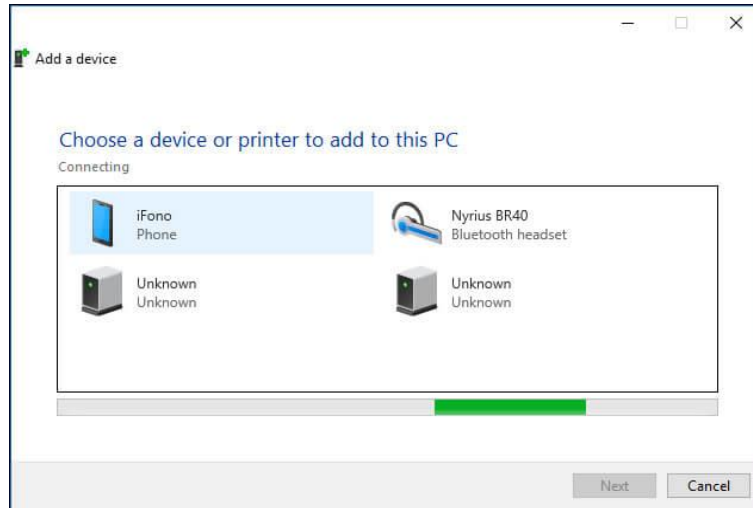 Add a device
Choose a device or printer to add to this PC
Connecting
iFono
Phone
Nyrius BR40
Bluetooth headset
Unknown
Unknown
Unknown
Unknown
Next
Cancel